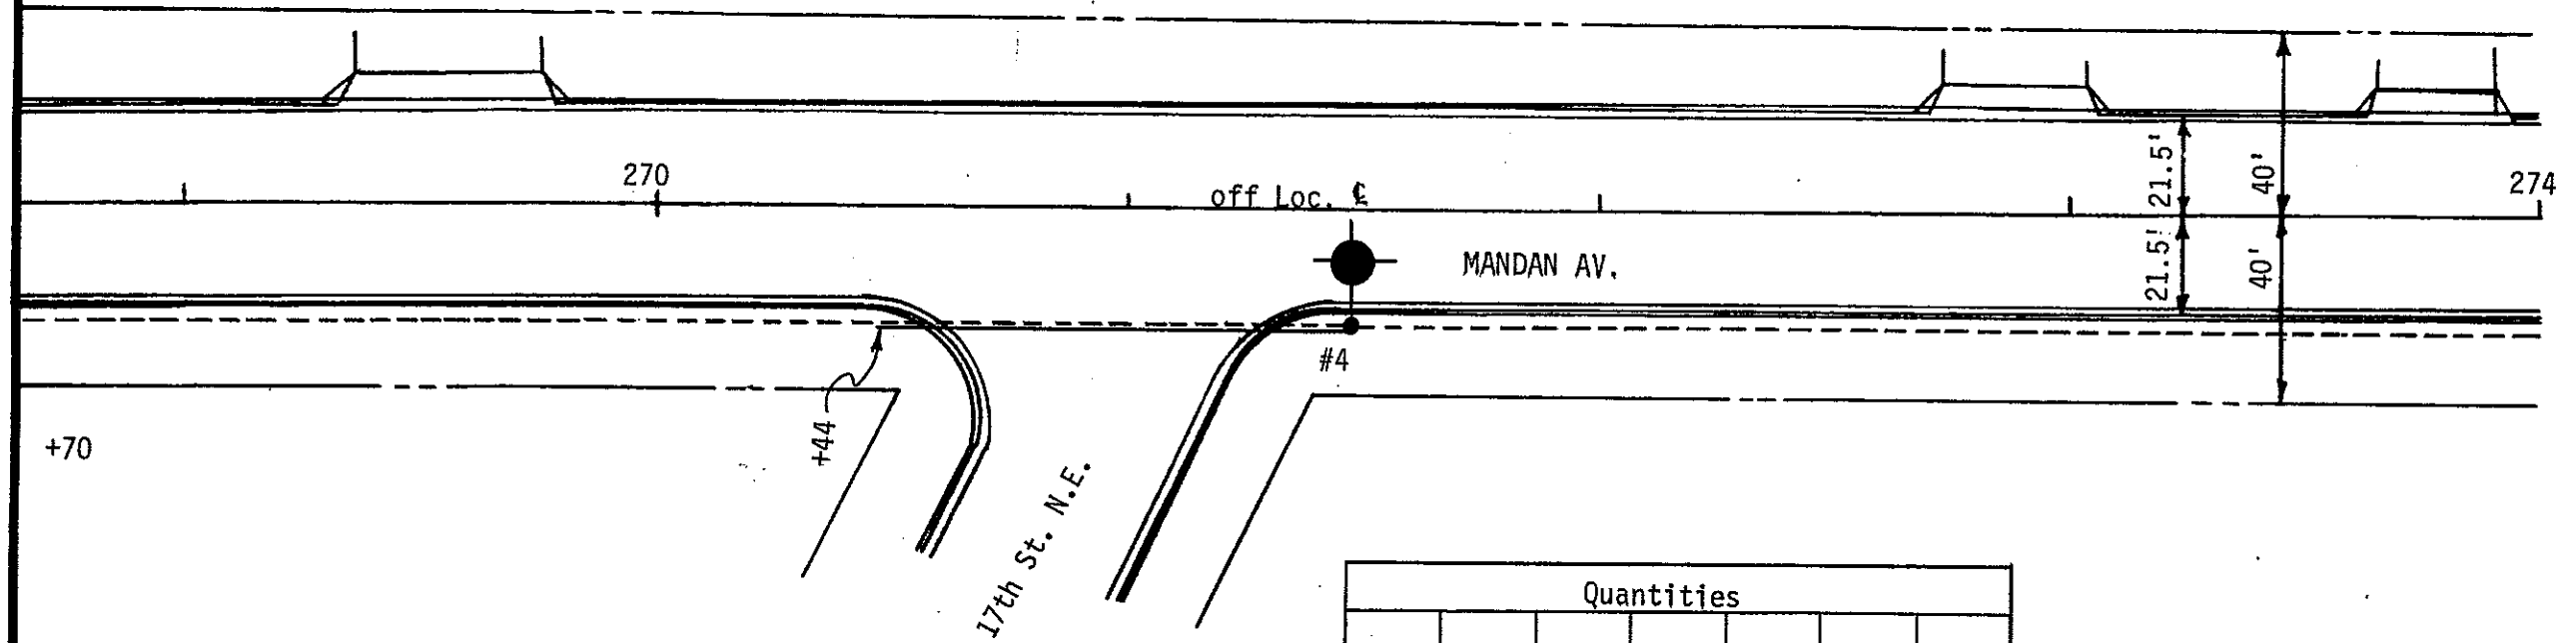 270
off Loc. ℄
21.5'
40'
274
MANDAN AV.
21.5'
40'
#4
+44
+70
17th St. N.E.
Quantities